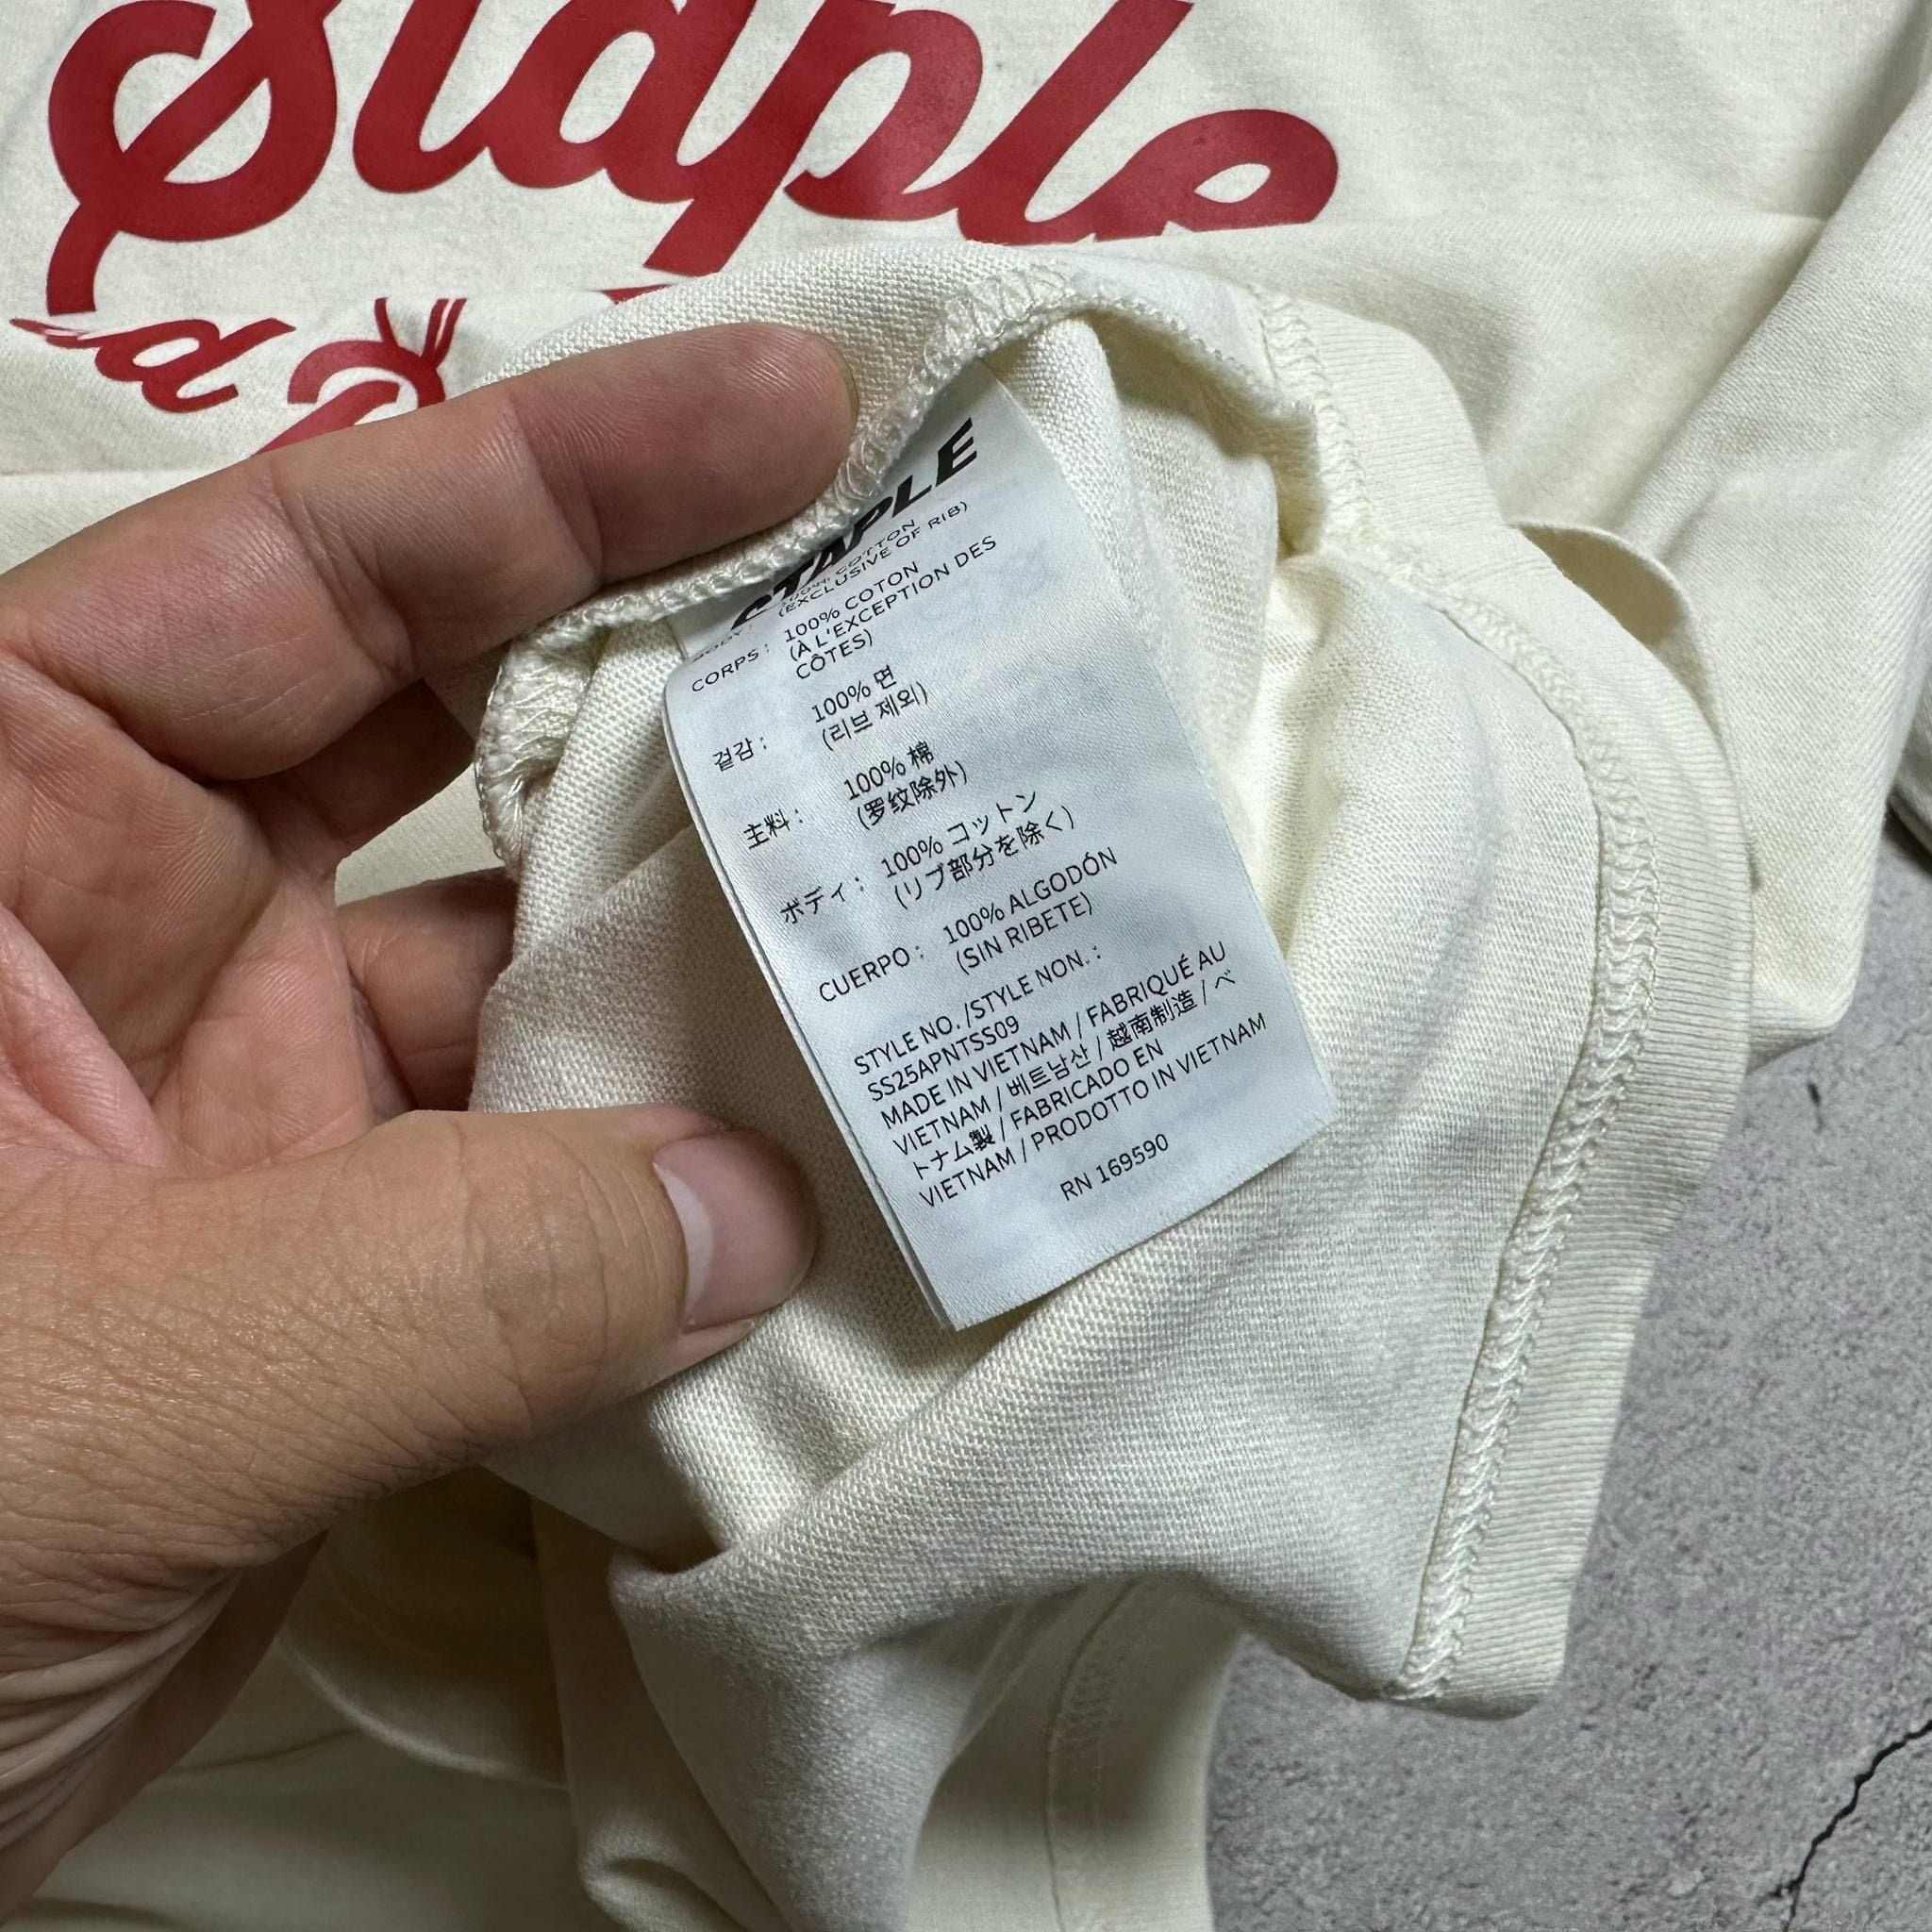 Staple
STAPLE
BODY : 100% COTTON
(EXCLUSIVE OF RIB)
CORPS : 100% COTON
(À L'EXCEPTION DES
CÔTES)
겉감 : 100% 면
(리브 제외)
主料 : 100% 棉
(罗纹除外)
ボディ : 100% コットン
(リブ部分を除く)
CUERPO : 100% ALGODÓN
(SIN RIBETE)
STYLE NO. /STYLE NON. :
SS25APNTSS09
MADE IN VIETNAM / FABRIQUÉ AU
VIETNAM / 베트남산 / 越南制造 / ベ
トナム製 / FABRICADO EN
VIETNAM / PRODOTTO IN VIETNAM
RN 169590